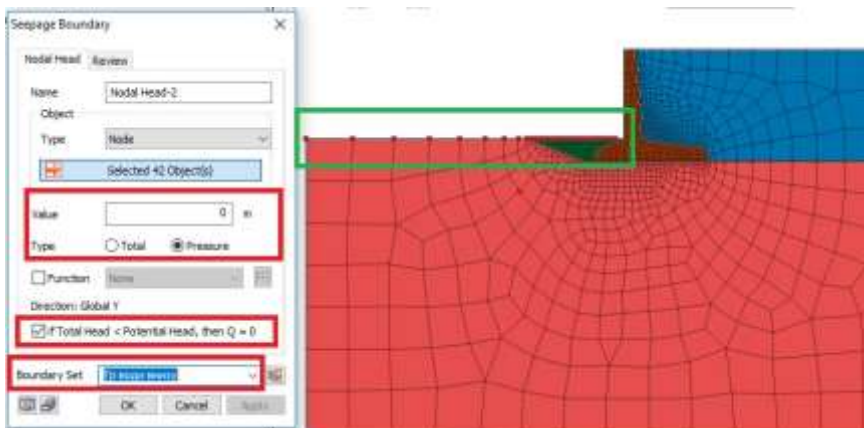 Seepage Boundary
Nodal Head Review
Name Nodal Head-2
Object
Type Node
Selected 42 Object(s)
Value 0 m
Type Total Pressure
Function None
Direction: Global Y
If Total Head < Potential Head, then Q = 0
Boundary Set
OK Cancel Apply